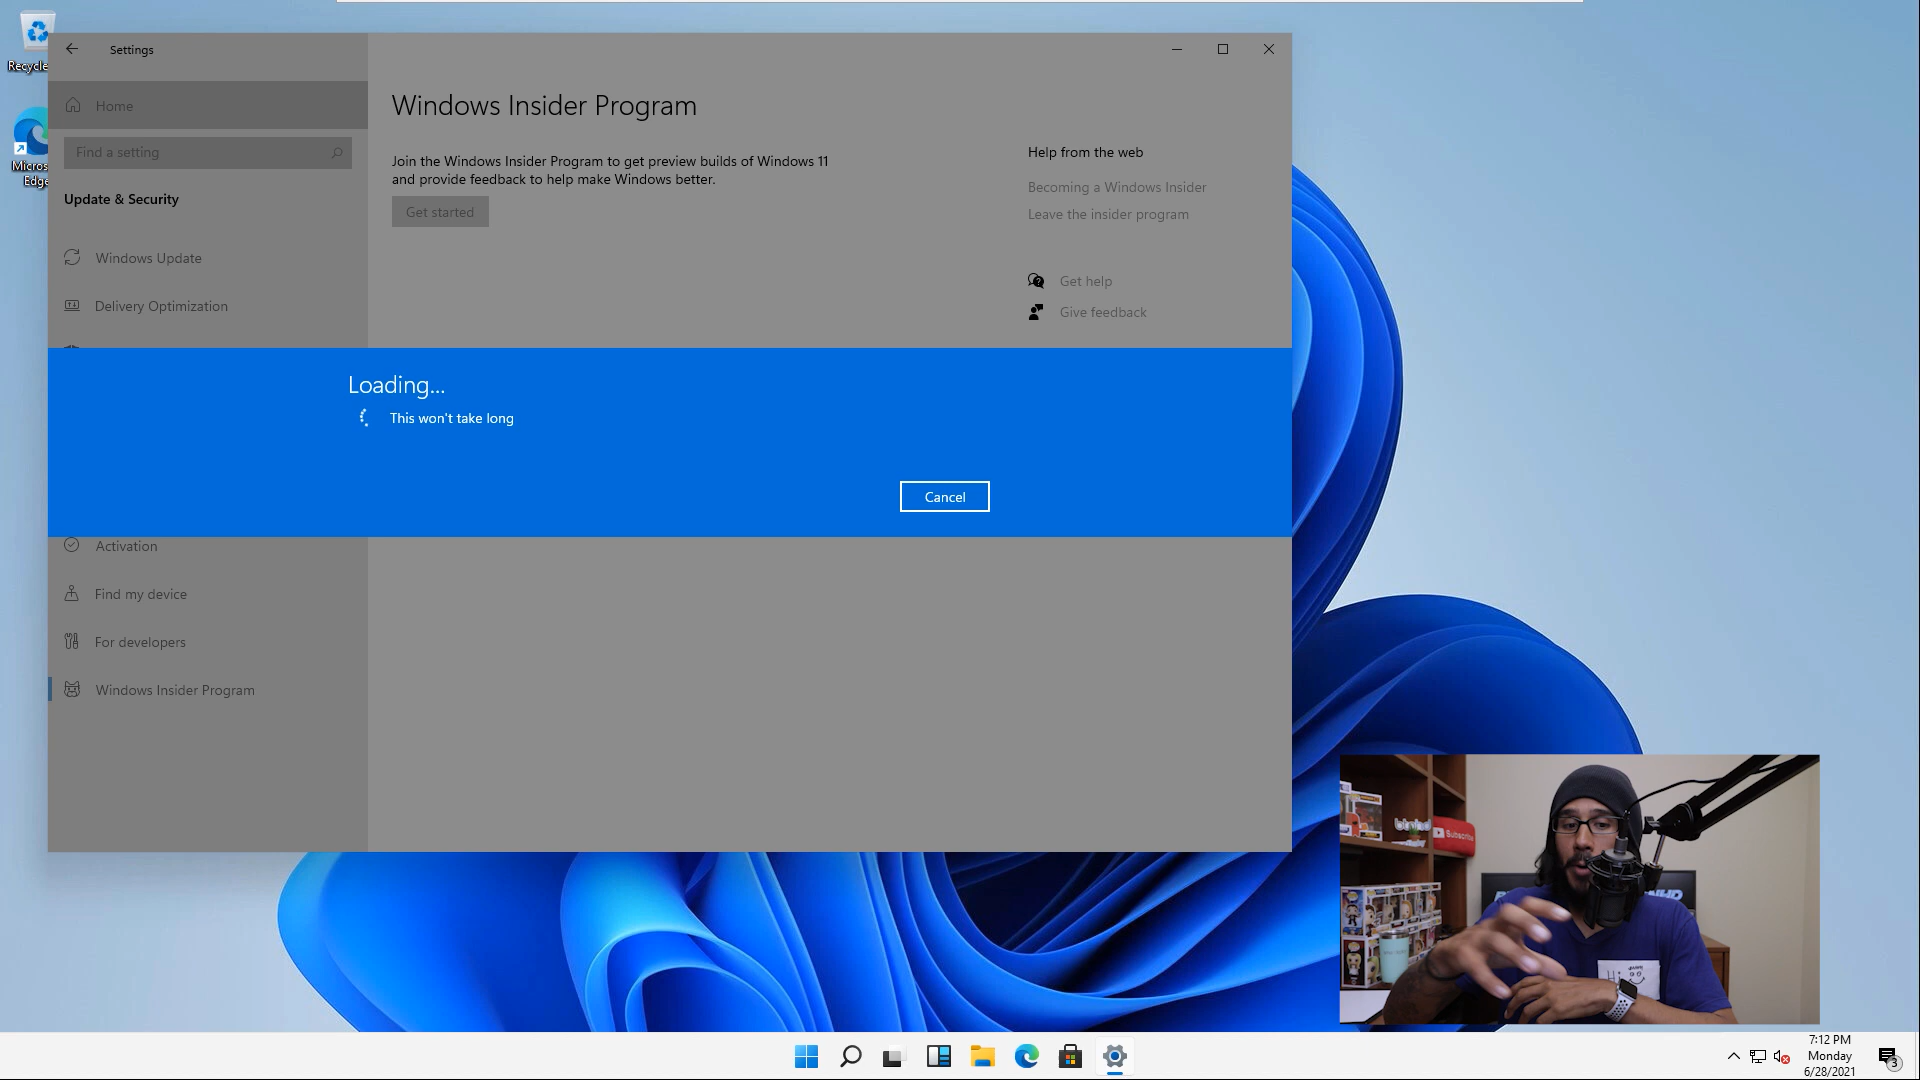 Recycle
Micros
Edge
Settings
Home
Find a setting
Update & Security
Windows Update
Delivery Optimization
Activation
Find my device
For developers
Windows Insider Program
Windows Insider Program
Join the Windows Insider Program to get preview builds of Windows 11
and provide feedback to help make Windows better.
Get started
Help from the web
Becoming a Windows Insider
Leave the insider program
Get help
Give feedback
Loading...
This won't take long
Cancel
Subscribe
7:12 PM
Monday
6/28/2021
3